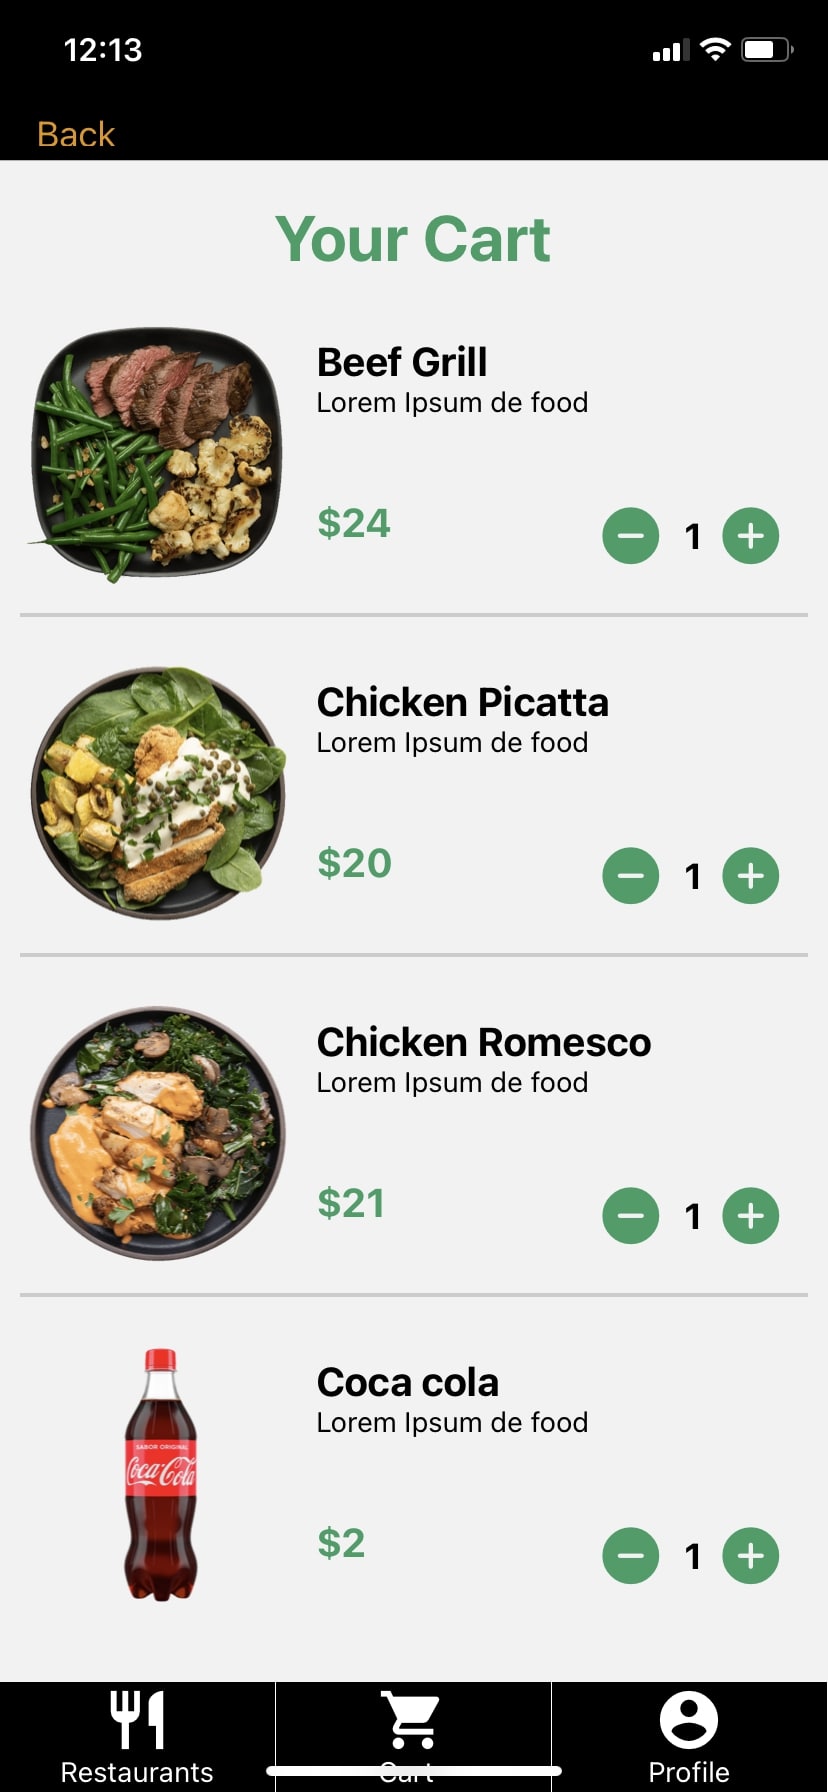 12:13
Back
Your Cart
Beef Grill
Lorem Ipsum de food
$24
1
Chicken Picatta
Lorem Ipsum de food
$20
1
Chicken Romesco
Lorem Ipsum de food
$21
1
Coca cola
Lorem Ipsum de food
SABOR ORIGINAL
Coca-Cola
$2
1
Restaurants
Cart
Profile